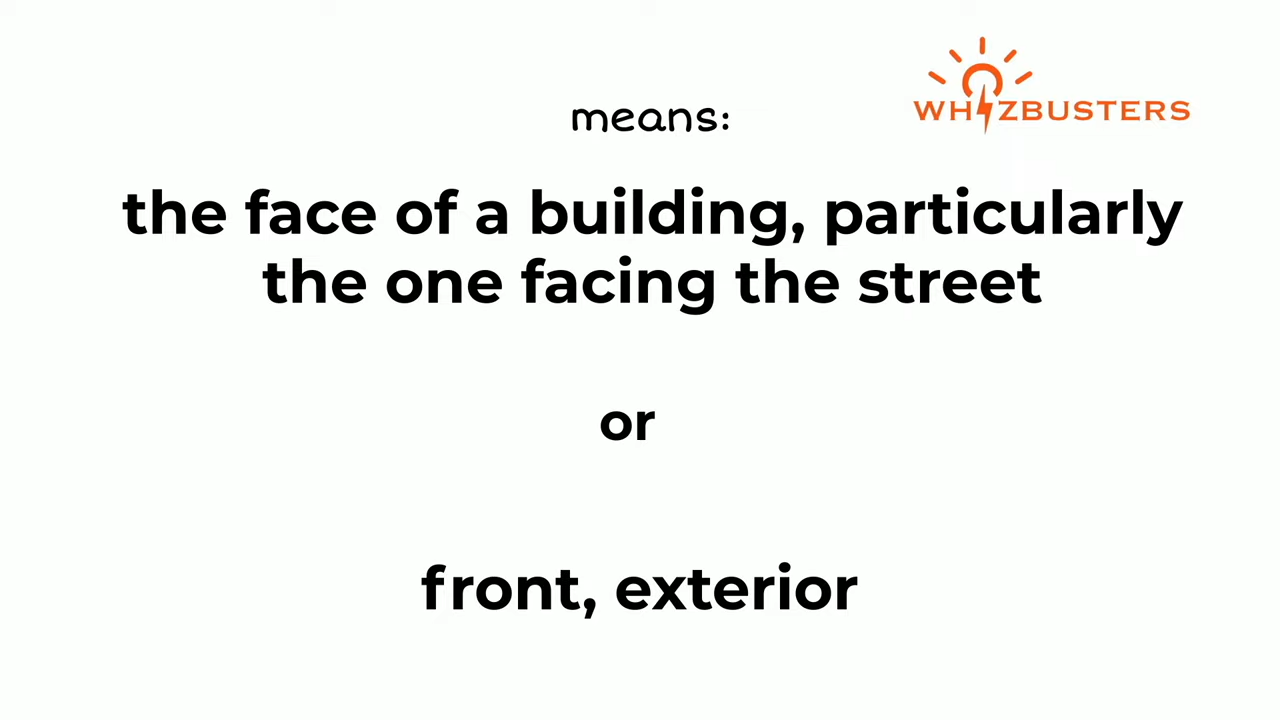 means:
WHIZBUSTERS
the face of a building, particularly
the one facing the street
or
front, exterior